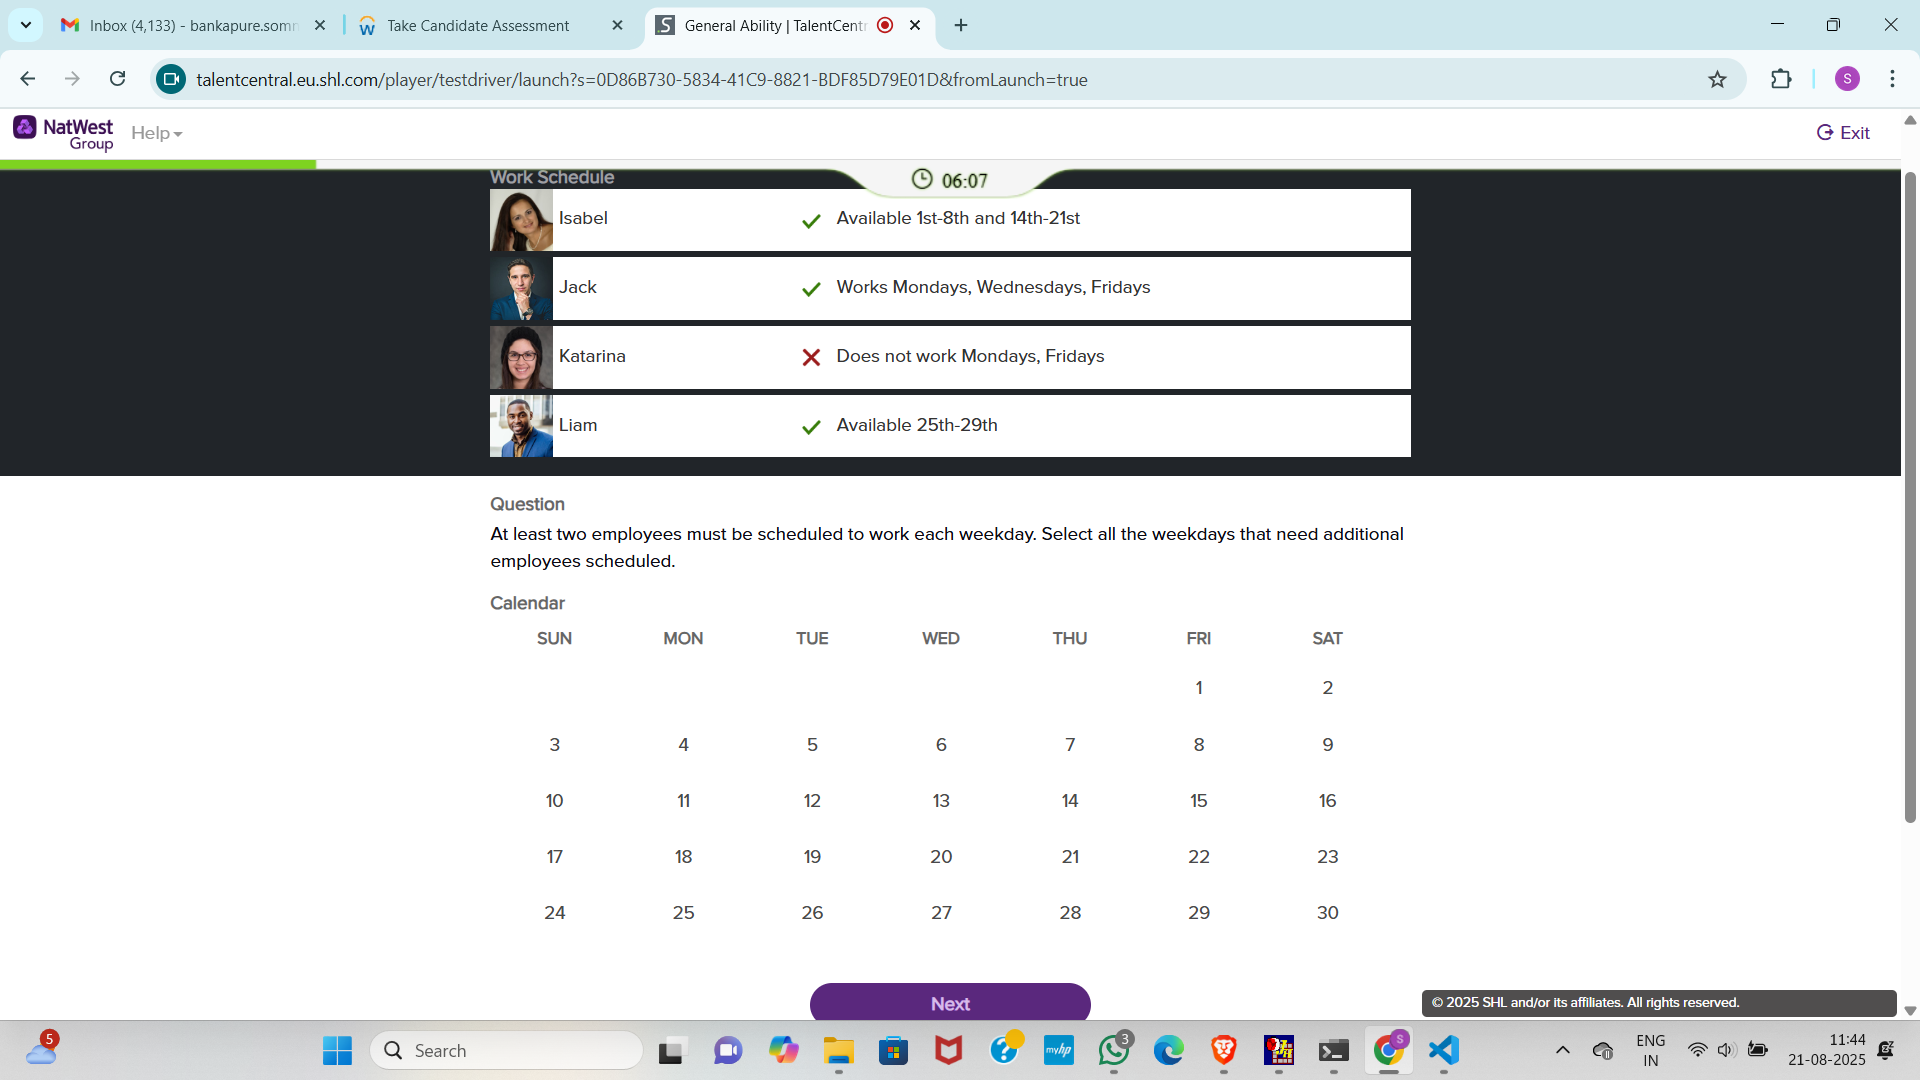 Inbox (4,133) - bankapure.somn
Take Candidate Assessment
General Ability | TalentCentr
talentcentral.eu.shl.com/player/testdriver/launch?s=0D86B730-5834-41C9-8821-BDF85D79E01D&fromLaunch=true
S
NatWest
Group
Help
Exit
Work Schedule
06:07
Isabel
Available 1st-8th and 14th-21st
Jack
Works Mondays, Wednesdays, Fridays
Katarina
Does not work Mondays, Fridays
Liam
Available 25th-29th
Question
At least two employees must be scheduled to work each weekday. Select all the weekdays that need additional
employees scheduled.
Calendar
SUN MON TUE WED THU FRI SAT
1 2
3 4 5 6 7 8 9
10 11 12 13 14 15 16
17 18 19 20 21 22 23
24 25 26 27 28 29 30
Next
© 2025 SHL and/or its affiliates. All rights reserved.
5
Search
myhp
3
S
ENG
IN
11:44
21-08-2025